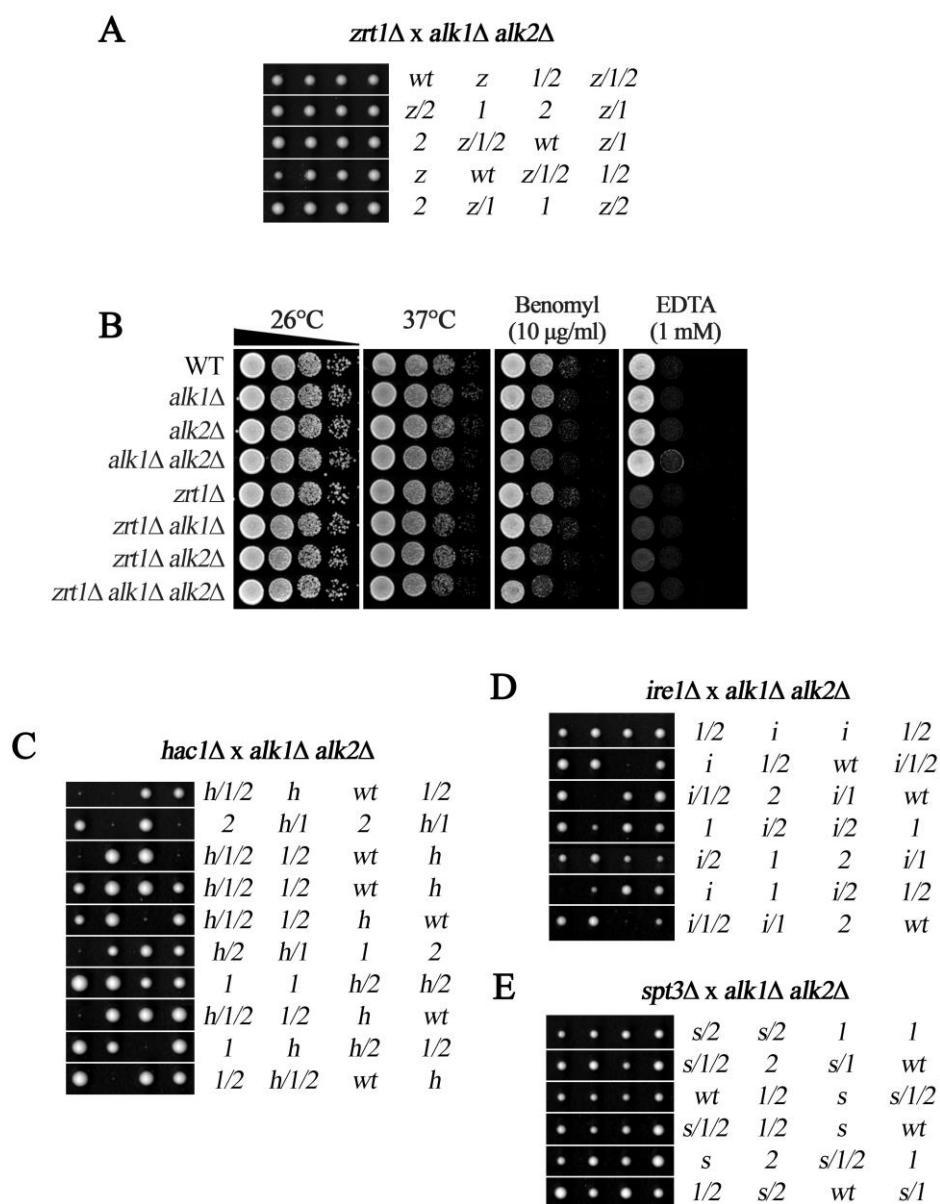 A
zrt1Δ x alk1Δ alk2Δ
wt z 1/2 z/1/2
z/2 1 2 z/1
2 z/1/2 wt z/1
z wt z/1/2 1/2
2 z/1 1 z/2
B
26°C 37°C Benomyl (10 µg/ml) EDTA (1 mM)
WT
alk1Δ
alk2Δ
alk1Δ alk2Δ
zrt1Δ
zrt1Δ alk1Δ
zrt1Δ alk2Δ
zrt1Δ alk1Δ alk2Δ
C
hac1Δ x alk1Δ alk2Δ
h/1/2 h wt 1/2
2 h/1 2 h/1
h/1/2 1/2 wt h
h/1/2 1/2 wt h
h/1/2 1/2 h wt
h/2 h/1 1 2
1 1 h/2 h/2
h/1/2 1/2 h wt
1 h h/2 1/2
1/2 h/1/2 wt h
D
ire1Δ x alk1Δ alk2Δ
1/2 i i 1/2
i 1/2 wt i/1/2
i/1/2 2 i/1 wt
1 i/2 i/2 1
i/2 1 2 i/1
i 1 i/2 1/2
i/1/2 i/1 2 wt
E
spt3Δ x alk1Δ alk2Δ
s/2 s/2 1 1
s/1/2 2 s/1 wt
wt 1/2 s s/1/2
s/1/2 1/2 s wt
s 2 s/1/2 1
1/2 s/2 wt s/1